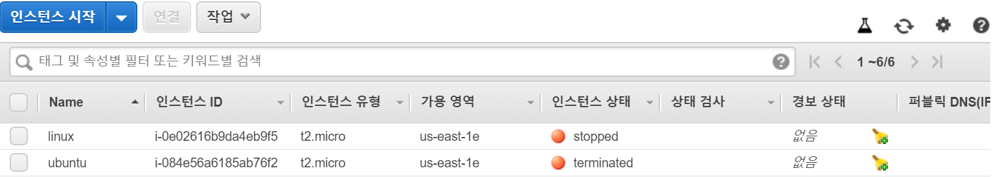 인스턴스 시작 연결 작업
태그 및 속성별 필터 또는 키워드별 검색 1 ~6/6
Name 인스턴스 ID 인스턴스 유형 가용 영역 인스턴스 상태 상태 검사 경보 상태 퍼블릭 DNS(IP
linux i-0e02616b9da4eb9f5 t2.micro us-east-1e stopped 없음
ubuntu i-084e56a6185ab76f2 t2.micro us-east-1e terminated 없음